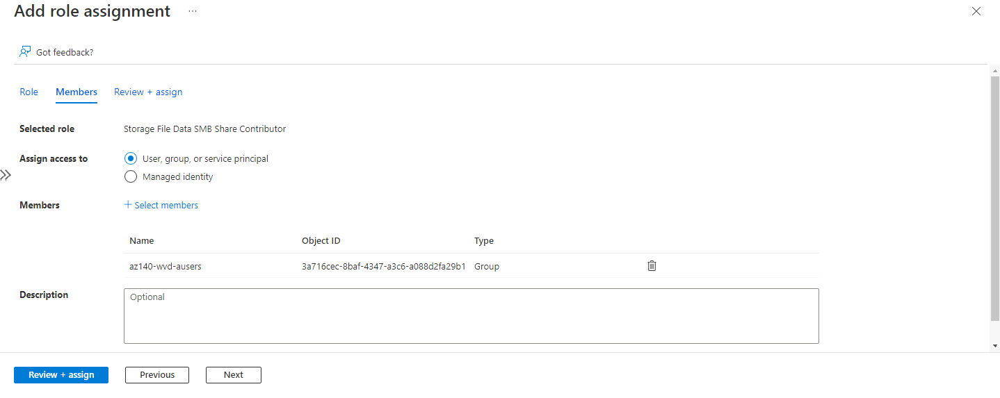 Add role assignment ...
Got feedback?
Role Members Review + assign
Selected role Storage File Data SMB Share Contributor
Assign access to User, group, or service principal
Managed identity
Members + Select members
Name Object ID Type
az140-wvd-ausers 3a716cec-8baf-4347-a3c6-a088d2fa29b1 Group
Description Optional
Review + assign Previous Next